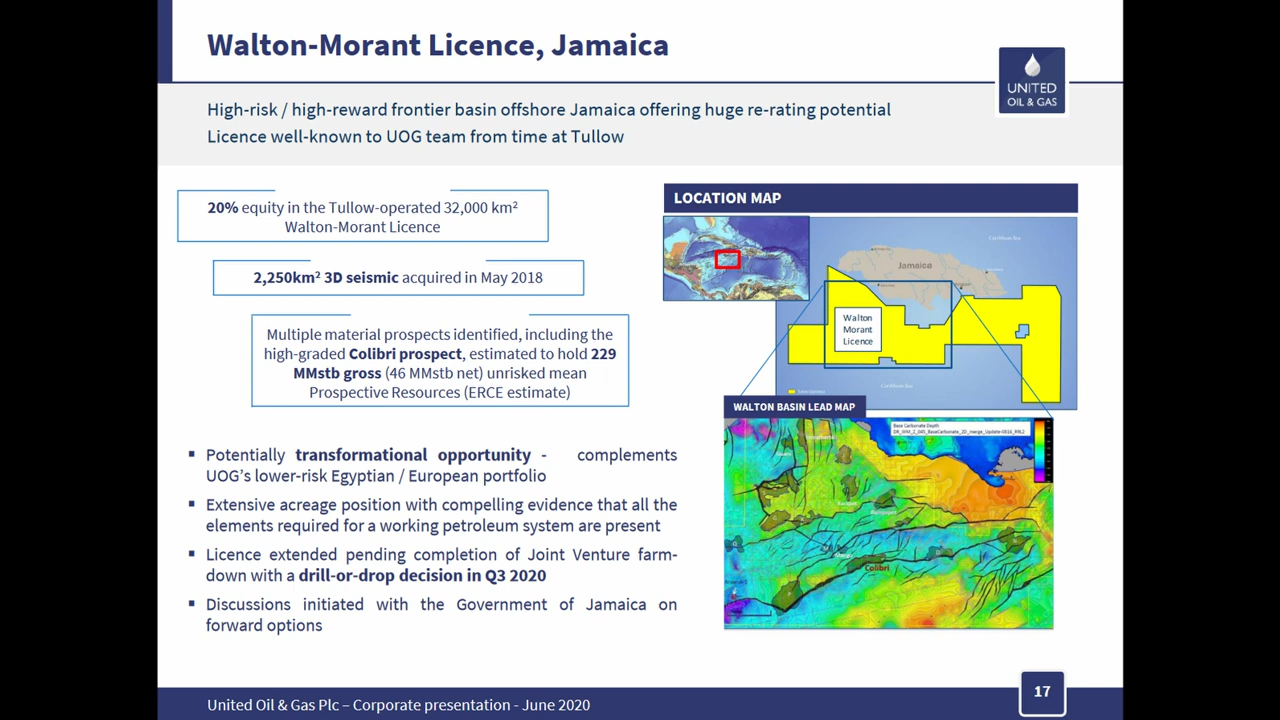 Walton-Morant Licence, Jamaica
UNITED
OIL & GAS
High-risk / high-reward frontier basin offshore Jamaica offering huge re-rating potential
Licence well-known to UOG team from time at Tullow
20% equity in the Tullow-operated 32,000 km²
Walton-Morant Licence
2,250km² 3D seismic acquired in May 2018
Multiple material prospects identified, including the
high-graded Colibri prospect, estimated to hold 229
MMstb gross (46 MMstb net) unrisked mean
Prospective Resources (ERCE estimate)
▪ Potentially transformational opportunity - complements
UOG's lower-risk Egyptian / European portfolio
▪ Extensive acreage position with compelling evidence that all the
elements required for a working petroleum system are present
▪ Licence extended pending completion of Joint Venture farm-
down with a drill-or-drop decision in Q3 2020
▪ Discussions initiated with the Government of Jamaica on
forward options
LOCATION MAP
Caribbean Sea
Jamaica
Walton
Morant
Licence
Caribbean Sea
WALTON BASIN LEAD MAP
Base Carbonate Depth
Colibri
United Oil & Gas Plc – Corporate presentation - June 2020
17